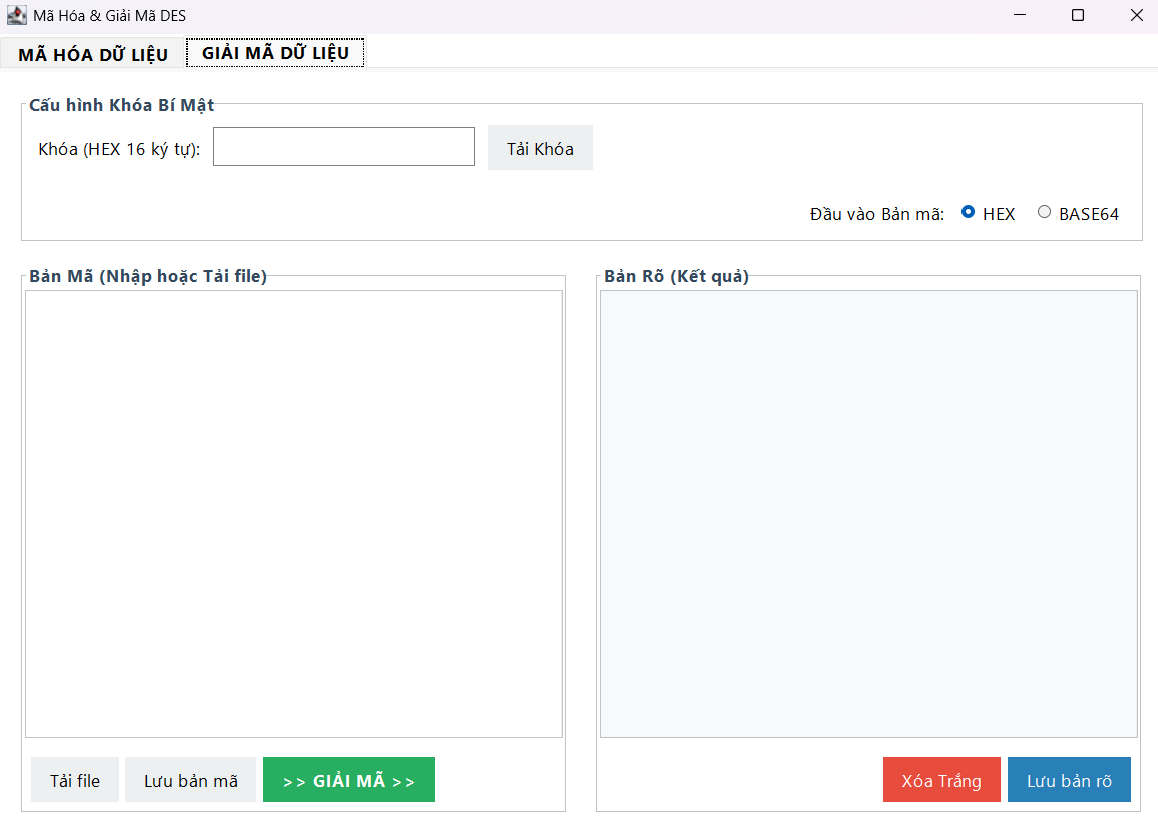 Mã Hóa & Giải Mã DES
MÃ HÓA DỮ LIỆU
GIẢI MÃ DỮ LIỆU
Cấu hình Khóa Bí Mật
Khóa (HEX 16 ký tự):
Tải Khóa
Đầu vào Bản mã:
HEX
BASE64
Bản Mã (Nhập hoặc Tải file)
Bản Rõ (Kết quả)
Tải file
Lưu bản mã
>> GIẢI MÃ >>
Xóa Trắng
Lưu bản rõ